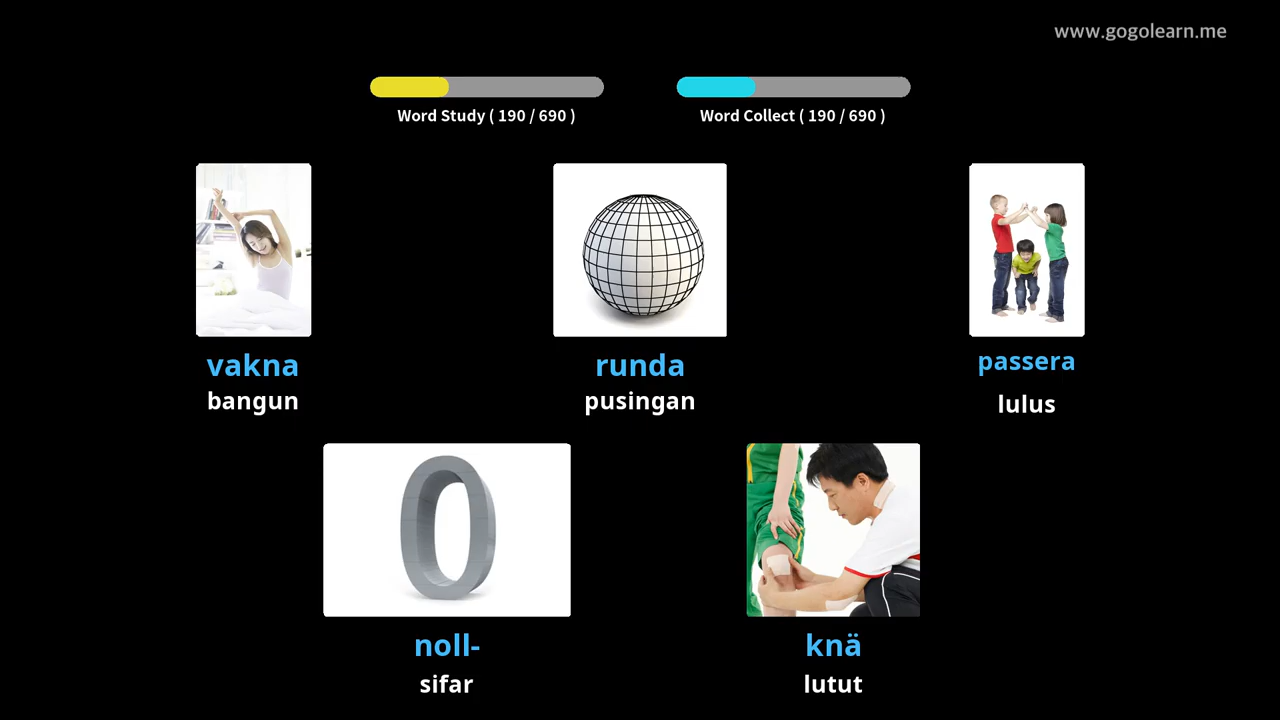 www.gogolearn.me
Word Study ( 190 / 690 )
Word Collect ( 190 / 690 )
vakna
bangun
runda
pusingan
passera
lulus
0
noll-
sifar
knä
lutut